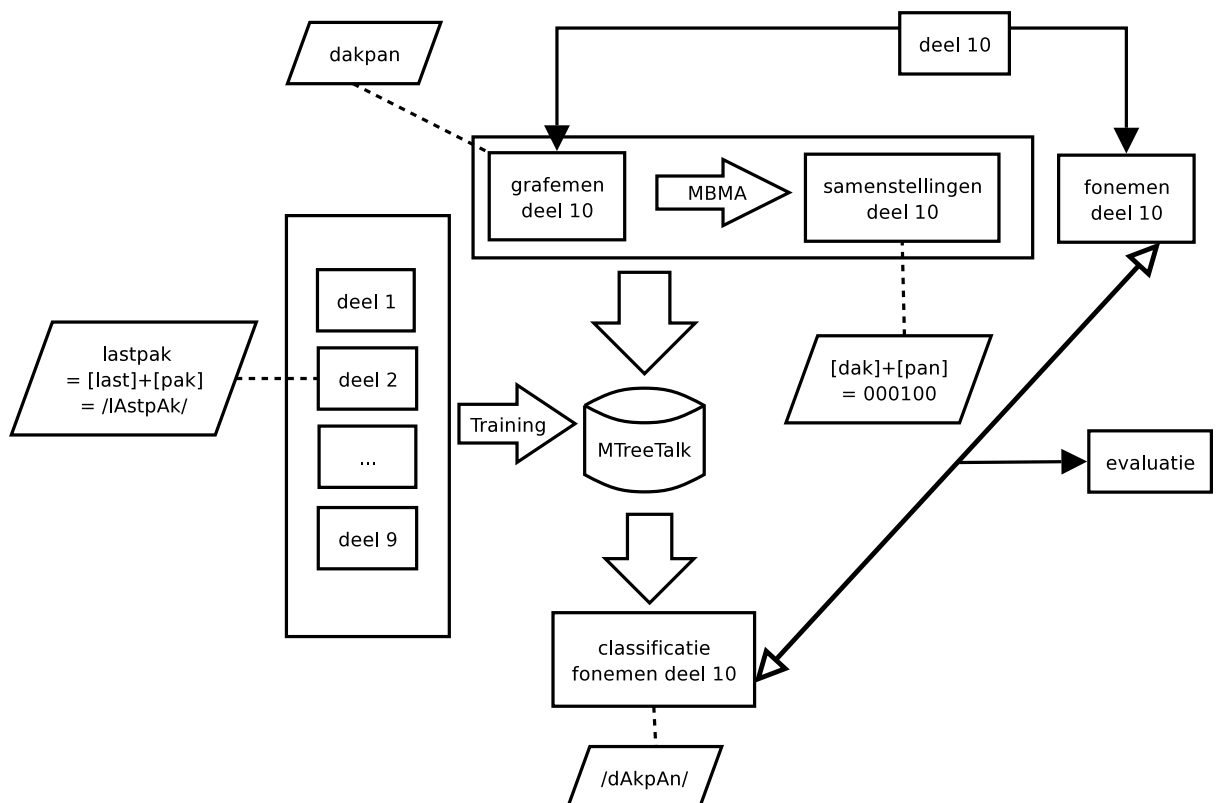 dakpan
deel 10
grafemen
deel 10
MBMA
samenstellingen
deel 10
fonemen
deel 10
deel 1
deel 2
...
deel 9
lastpak
= [last]+[pak]
= /lAstpAk/
Training
MTreeTalk
[dak]+[pan]
= 000100
evaluatie
classificatie
fonemen deel 10
/dAkpAn/